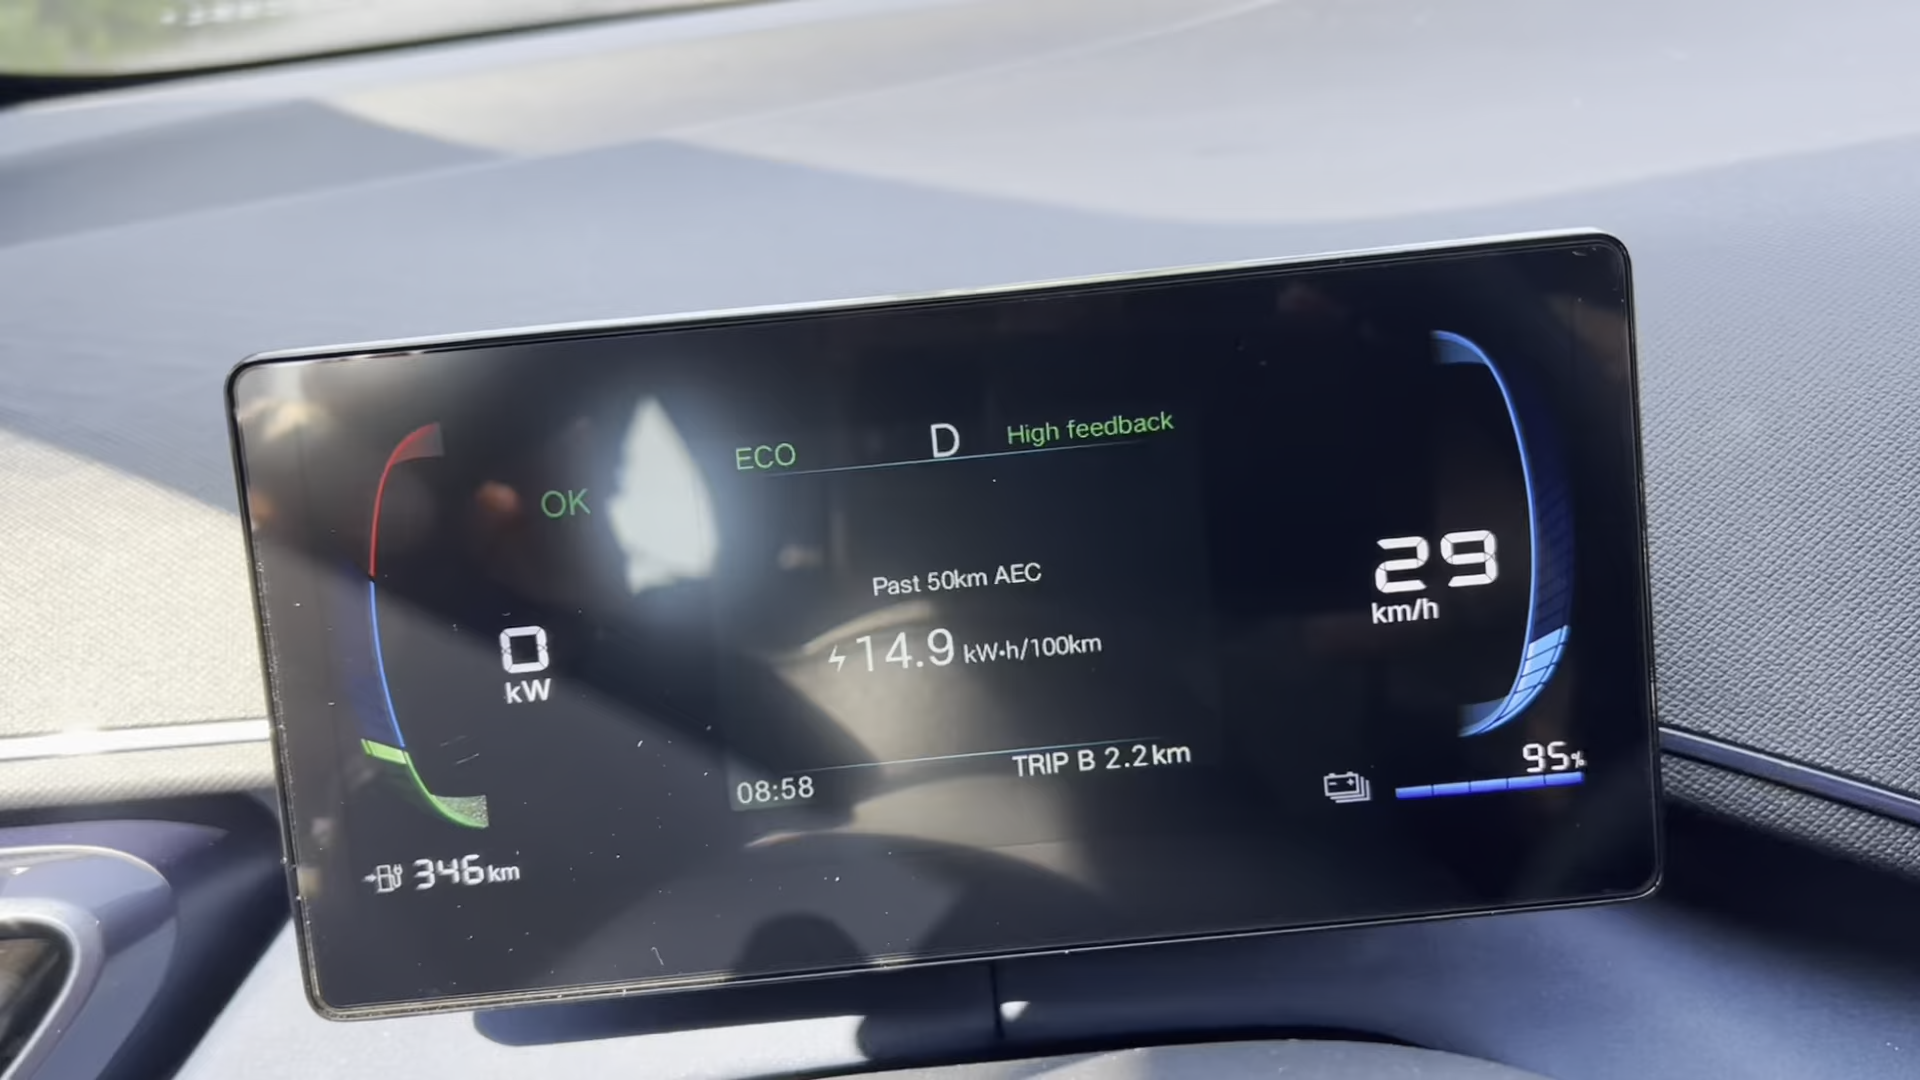 ECO D High feedback
OK
Past 50km AEC
29
km/h
14.9 kW•h/100km
0
kW
08:58 TRIP B 2.2km
95%
346km